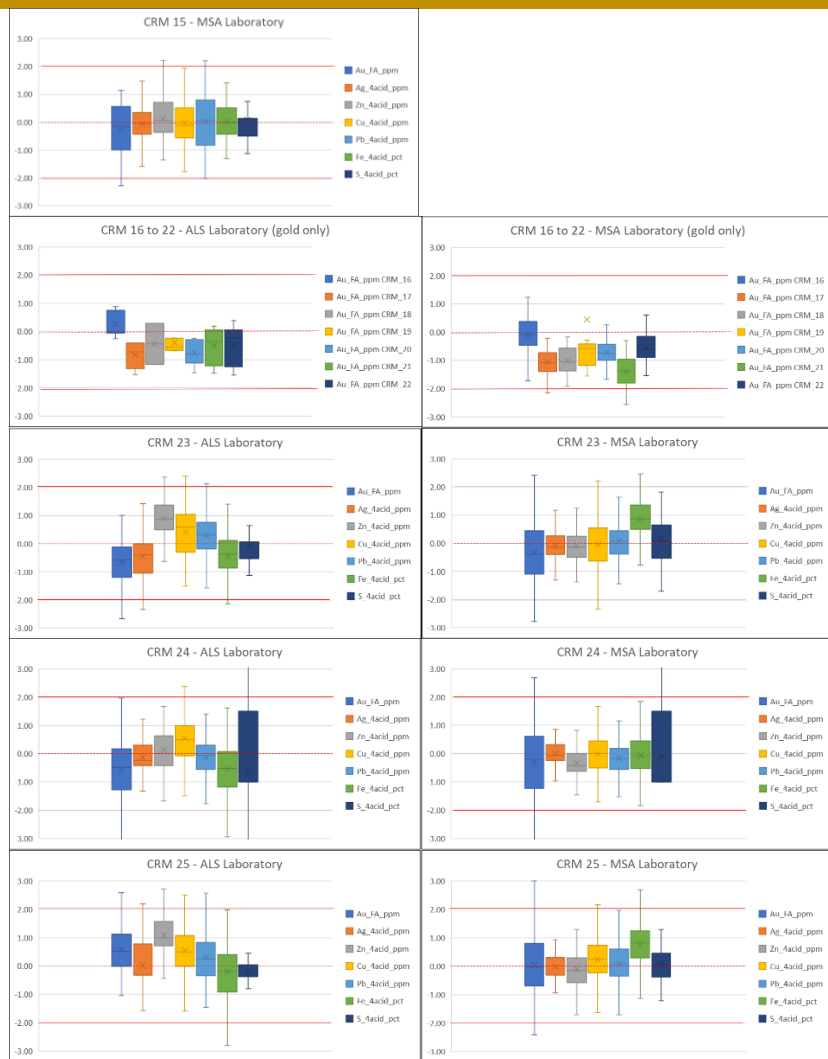 CRM 15 - MSA Laboratory
3.00
2.00
1.00
0.00
-1.00
-2.00
-3.00
Au_FA_ppm
Ag_4acid_ppm
Zn_4acid_ppm
Cu_4acid_ppm
Pb_4acid_ppm
Fe_4acid_pct
S_4acid_pct
CRM 16 to 22 - ALS Laboratory (gold only)
3.00
2.00
1.00
0.00
-1.00
-2.00
-3.00
Au_FA_ppm CRM_16
Au_FA_ppm CRM_17
Au_FA_ppm CRM_18
Au_FA_ppm CRM_19
Au_FA_ppm CRM_20
Au_FA_ppm CRM_21
Au_FA_ppm CRM_22
CRM 16 to 22 - MSA Laboratory (gold only)
3.00
2.00
1.00
0.00
-1.00
-2.00
-3.00
Au_FA_ppm CRM_16
Au_FA_ppm CRM_17
Au_FA_ppm CRM_18
Au_FA_ppm CRM_19
Au_FA_ppm CRM_20
Au_FA_ppm CRM_21
Au_FA_ppm CRM_22
CRM 23 - ALS Laboratory
3.00
2.00
1.00
0.00
-1.00
-2.00
-3.00
Au_FA_ppm
Ag_4acid_ppm
Zn_4acid_ppm
Cu_4acid_ppm
Pb_4acid_ppm
Fe_4acid_pct
S_4acid_pct
CRM 23 - MSA Laboratory
3.00
2.00
1.00
0.00
-1.00
-2.00
-3.00
Au_FA_ppm
Ag_4acid_ppm
Zn_4acid_ppm
Cu_4acid_ppm
Pb_4acid_ppm
Fe_4acid_pct
S_4acid_pct
CRM 24 - ALS Laboratory
3.00
2.00
1.00
0.00
-1.00
-2.00
-3.00
Au_FA_ppm
Ag_4acid_ppm
Zn_4acid_ppm
Cu_4acid_ppm
Pb_4acid_ppm
Fe_4acid_pct
S_4acid_pct
CRM 24 - MSA Laboratory
3.00
2.00
1.00
0.00
-1.00
-2.00
-3.00
Au_FA_ppm
Ag_4acid_ppm
Zn_4acid_ppm
Cu_4acid_ppm
Pb_4acid_ppm
Fe_4acid_pct
S_4acid_pct
CRM 25 - ALS Laboratory
3.00
2.00
1.00
0.00
-1.00
-2.00
-3.00
Au_FA_ppm
Ag_4acid_ppm
Zn_4acid_ppm
Cu_4acid_ppm
Pb_4acid_ppm
Fe_4acid_pct
S_4acid_pct
CRM 25 - MSA Laboratory
3.00
2.00
1.00
0.00
-1.00
-2.00
-3.00
Au_FA_ppm
Ag_4acid_ppm
Zn_4acid_ppm
Cu_4acid_ppm
Pb_4acid_ppm
Fe_4acid_pct
S_4acid_pct